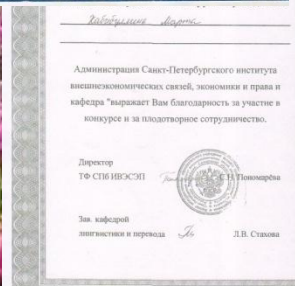 Администрация Санкт-Петербургского института
внешнеэкономических связей, экономики и права и
кафедра "выражает Вам благодарность за участие в
конкурсе и за плодотворное сотрудничество.
Директор
ТФ СПб ИВЭСЭП С.Н. Пономарёва
Зав. кафедрой
лингвистики и перевода Л.В. Стахова